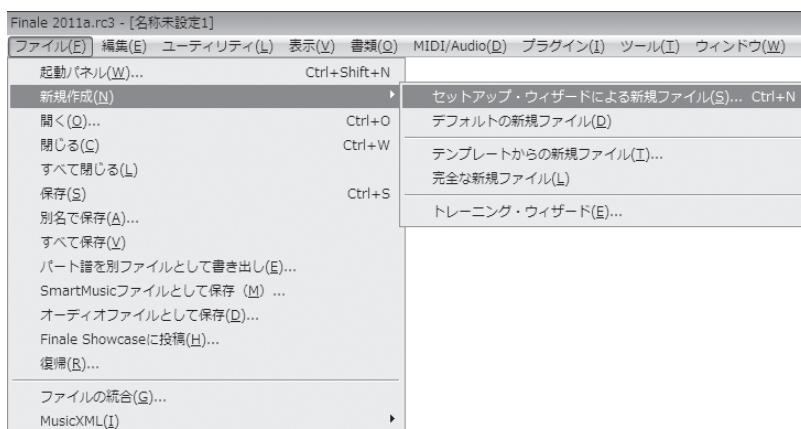 Finale 2011a.rc3 - [名称未設定1]
ファイル(F) 編集(E) ユーティリティ(L) 表示(V) 書類(O) MIDI/Audio(D) プラグイン(I) ツール(T) ウィンドウ(W)
起動パネル(W)... Ctrl+Shift+N
新規作成(N)
セットアップ・ウィザードによる新規ファイル(S)... Ctrl+N
開く(O)... Ctrl+O
デフォルトの新規ファイル(D)
閉じる(C) Ctrl+W
テンプレートからの新規ファイル(T)...
すべて閉じる(L)
完全な新規ファイル(L)
保存(S) Ctrl+S
トレーニング・ウィザード(E)...
別名で保存(A)...
すべて保存(V)
パート譜を別ファイルとして書き出し(E)...
SmartMusicファイルとして保存（M）...
オーディオファイルとして保存(D)...
Finale Showcaseに投稿(H)...
復帰(R)...
ファイルの統合(G)...
MusicXML(I)